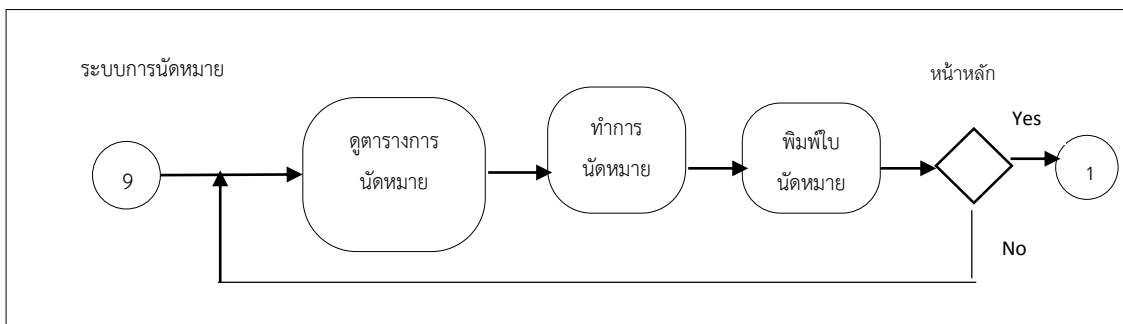 ระบบการนัดหมาย
9
ดูตารางการ
นัดหมาย
ทำการ
นัดหมาย
พิมพ์ใบ
นัดหมาย
หน้าหลัก
Yes
1
No